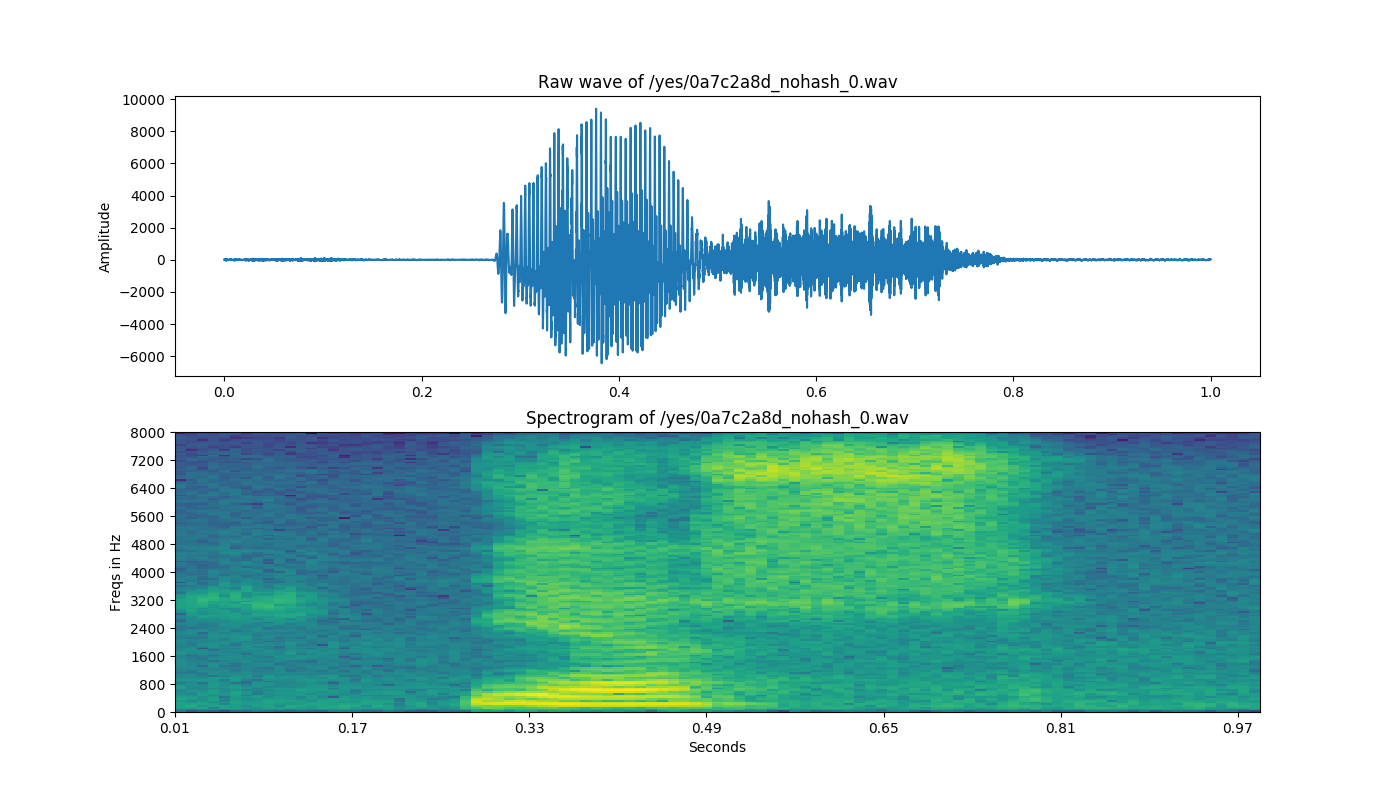 Raw wave of /yes/0a7c2a8d_nohash_0.wav
Amplitude
10000
8000
6000
4000
2000
0
−2000
−4000
−6000
0.0 0.2 0.4 0.6 0.8 1.0
Spectrogram of /yes/0a7c2a8d_nohash_0.wav
Freqs in Hz
8000
7200
6400
5600
4800
4000
3200
2400
1600
800
0
0.01 0.17 0.33 0.49 0.65 0.81 0.97
Seconds